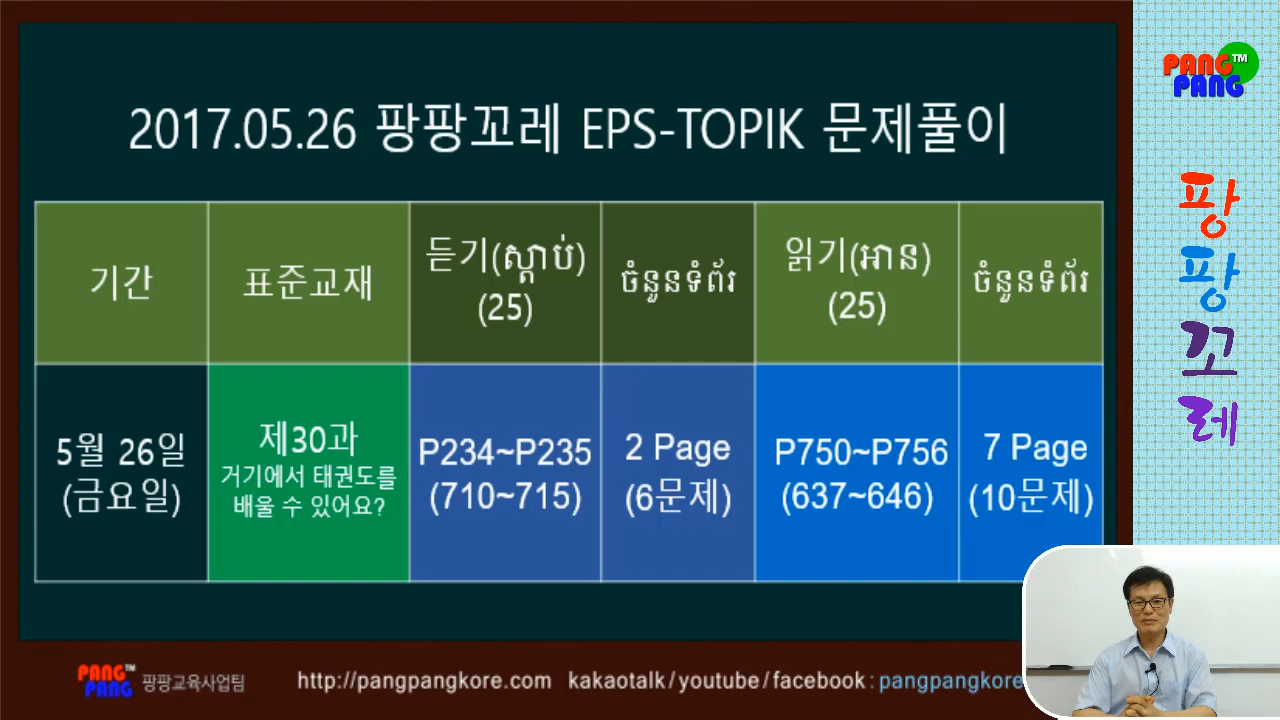 2017.05.26 팡팡꼬레 EPS-TOPIK 문제풀이
PANG™
PANG
팡
팡
꼬
레
기간
표준교재
듣기(ស្តាប់)
(25)
ចំនួនទំព័រ
읽기(អាន)
(25)
ចំនួនទំព័រ
5월 26일
(금요일)
제30과
거기에서 태권도를
배울 수 있어요?
P234~P235
(710~715)
2 Page
(6문제)
P750~P756
(637~646)
7 Page
(10문제)
PANG™
PANG
팡팡교육사업팀
http://pangpangkore.com kakaotalk/youtube/facebook : pangpangkore